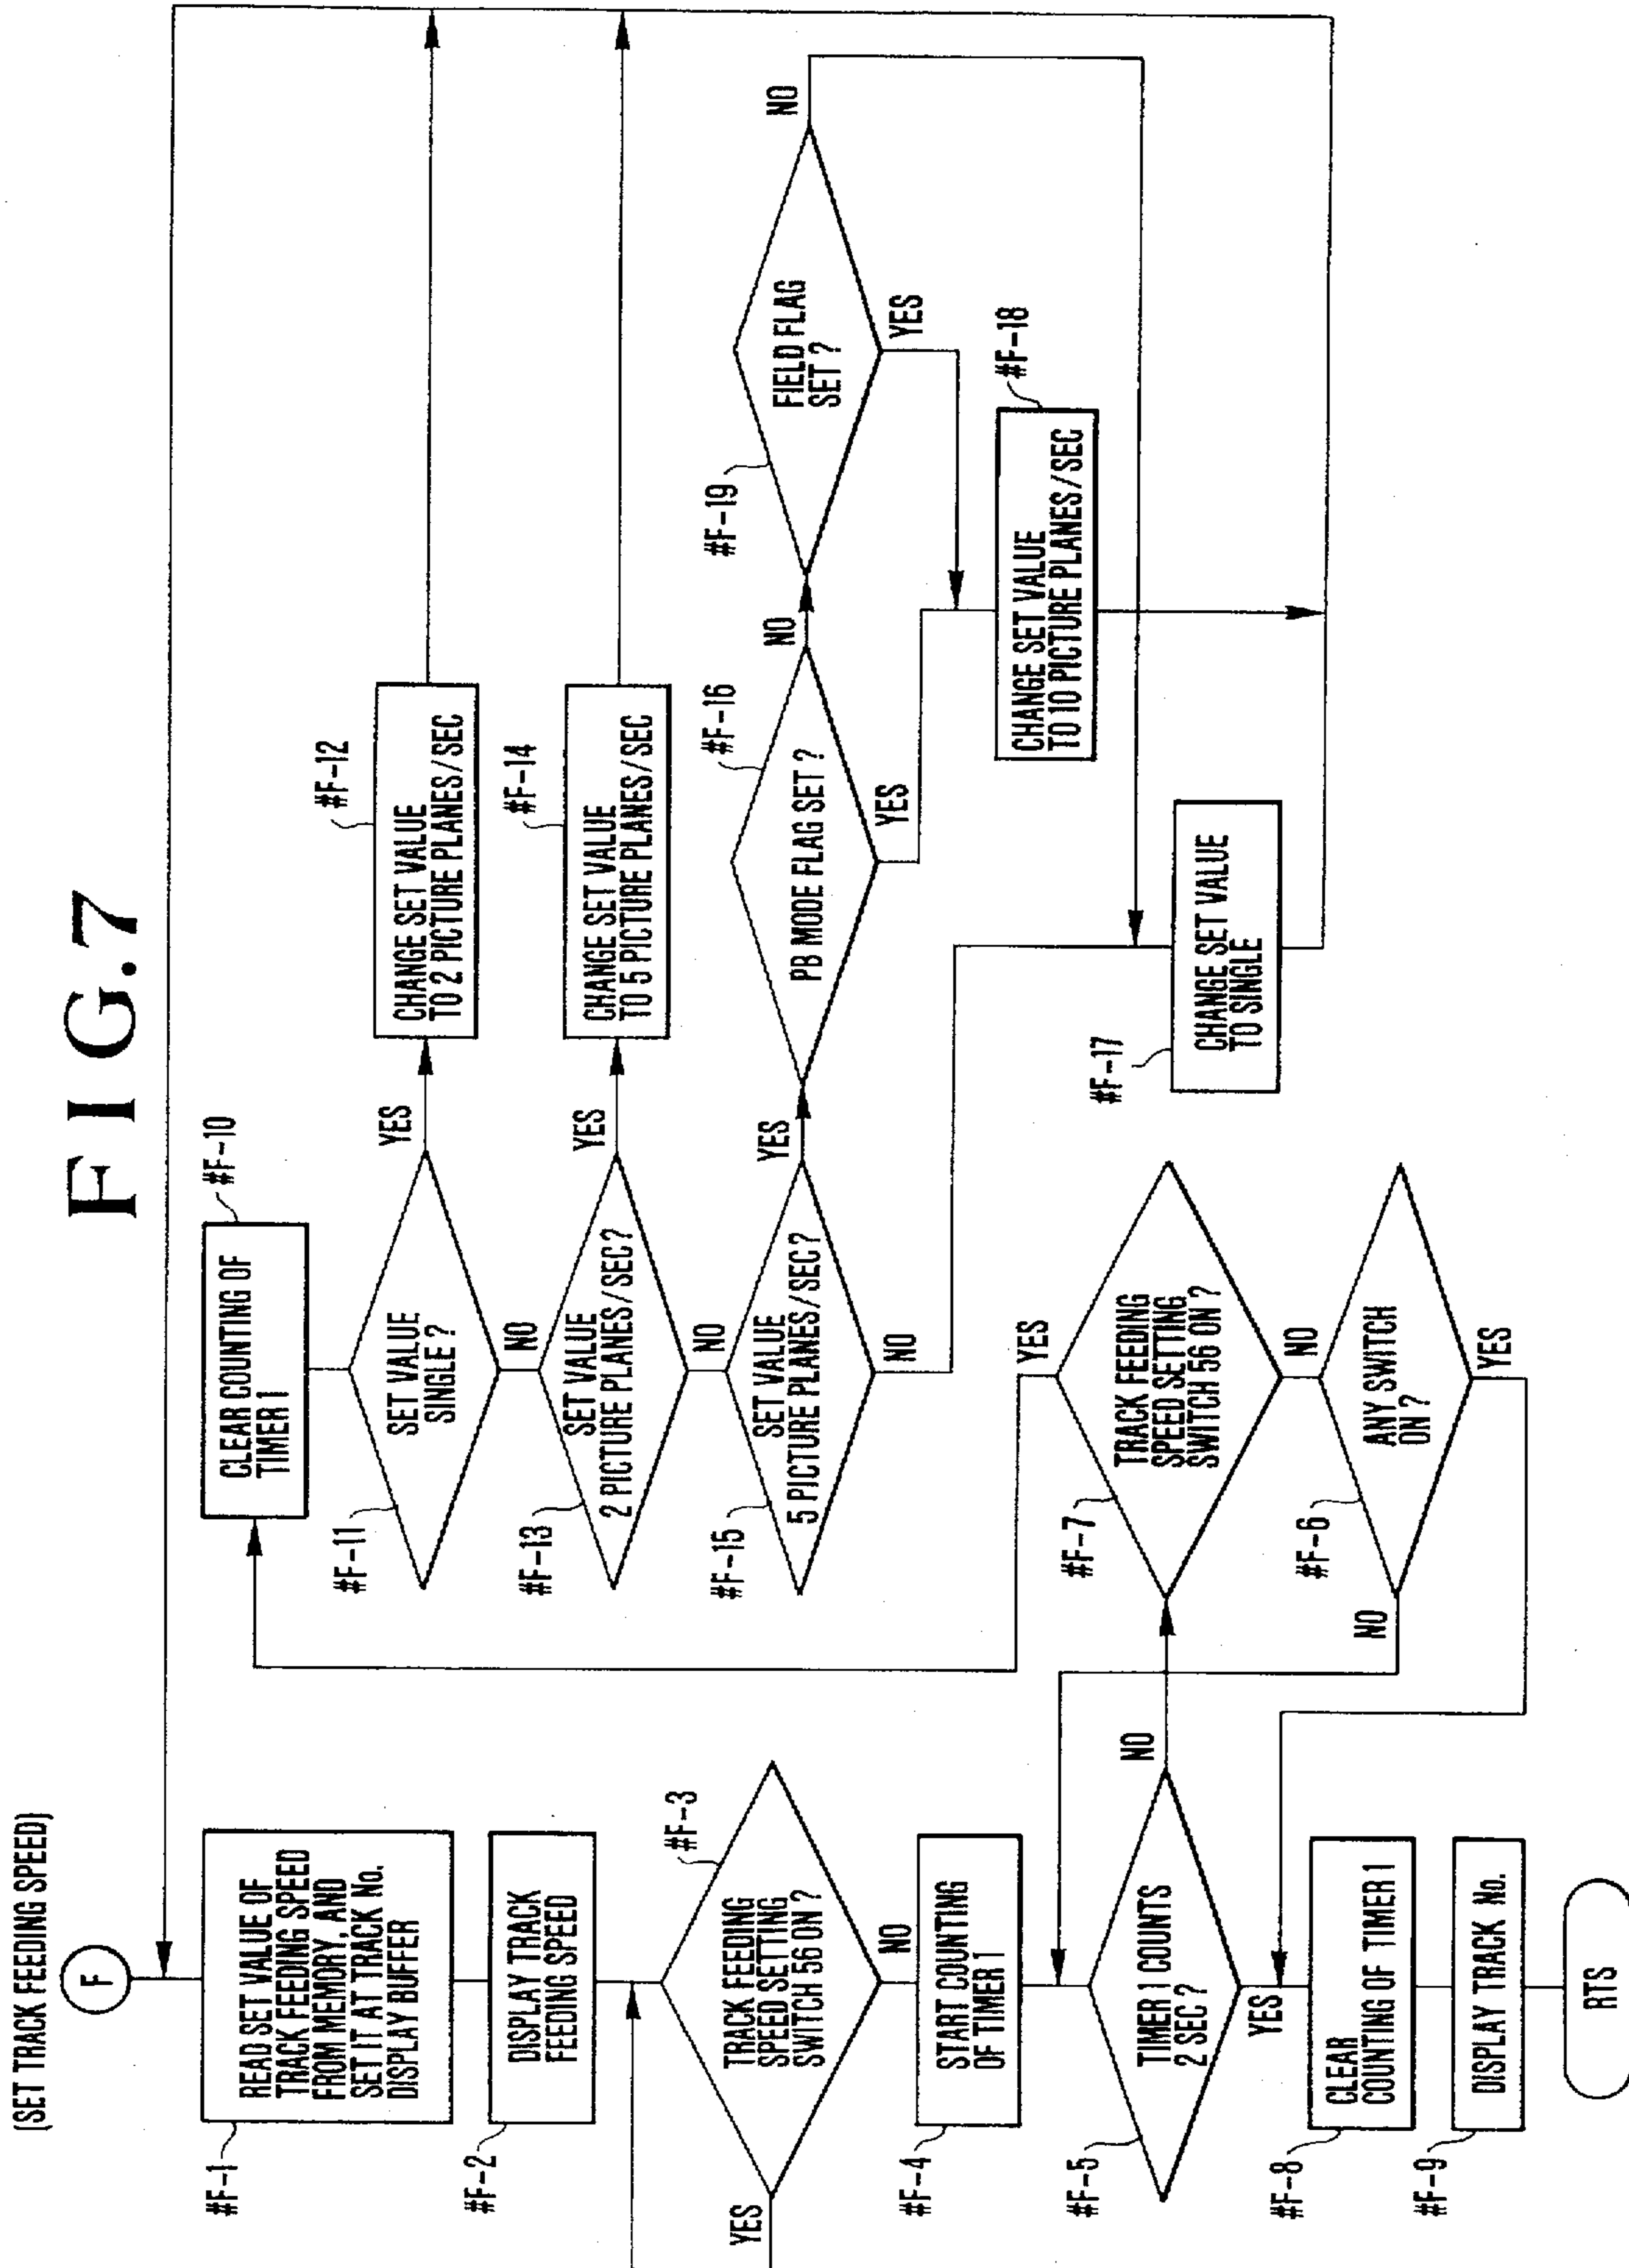 FIG.7
(SET TRACK FEEDING SPEED)
F
#F-1
READ SET VALUE OF
TRACK FEEDING SPEED
FROM MEMORY, AND
SET IT AT TRACK No.
DISPLAY BUFFER
#F-2
DISPLAY TRACK
FEEDING SPEED
#F-3
TRACK FEEDING
SPEED SETTING
SWITCH 56 ON ?
YES
NO
#F-4
START COUNTING
OF TIMER 1
#F-5
TIMER 1 COUNTS
2 SEC ?
NO
YES
#F-8
CLEAR
COUNTING OF TIMER 1
#F-9
DISPLAY TRACK No.
RTS
#F-10
CLEAR COUNTING OF
TIMER 1
#F-11
SET VALUE
SINGLE ?
YES
NO
#F-12
CHANGE SET VALUE
TO 2 PICTURE PLANES/SEC
#F-13
SET VALUE
2 PICTURE PLANES/SEC?
YES
NO
#F-14
CHANGE SET VALUE
TO 5 PICTURE PLANES/SEC
#F-15
SET VALUE
5 PICTURE PLANES/SEC?
YES
NO
#F-16
PB MODE FLAG SET ?
NO
YES
#F-19
FIELD FLAG
SET ?
NO
YES
#F-18
CHANGE SET VALUE
TO 10 PICTURE PLANES/SEC
#F-17
CHANGE SET VALUE
TO SINGLE
#F-7
TRACK FEEDING
SPEED SETTING
SWITCH 56 ON ?
YES
NO
#F-6
ANY SWITCH
ON ?
NO
YES